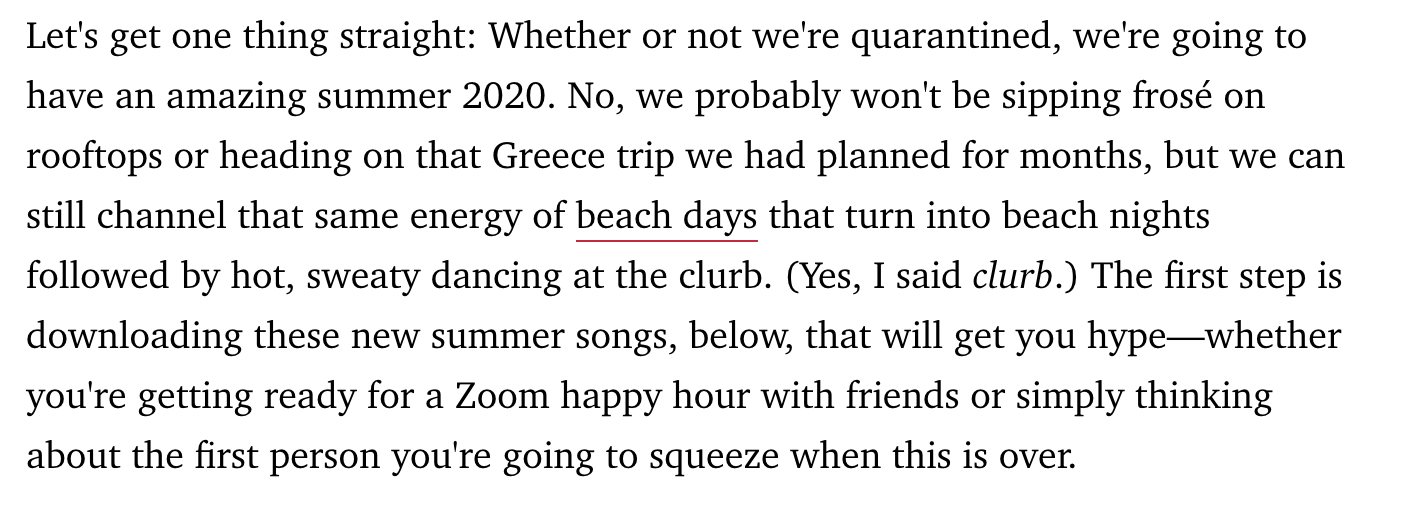 Let's get one thing straight: Whether or not we're quarantined, we're going to
have an amazing summer 2020. No, we probably won't be sipping frosé on
rooftops or heading on that Greece trip we had planned for months, but we can
still channel that same energy of beach days that turn into beach nights
followed by hot, sweaty dancing at the clurb. (Yes, I said clurb.) The first step is
downloading these new summer songs, below, that will get you hype—whether
you're getting ready for a Zoom happy hour with friends or simply thinking
about the first person you're going to squeeze when this is over.